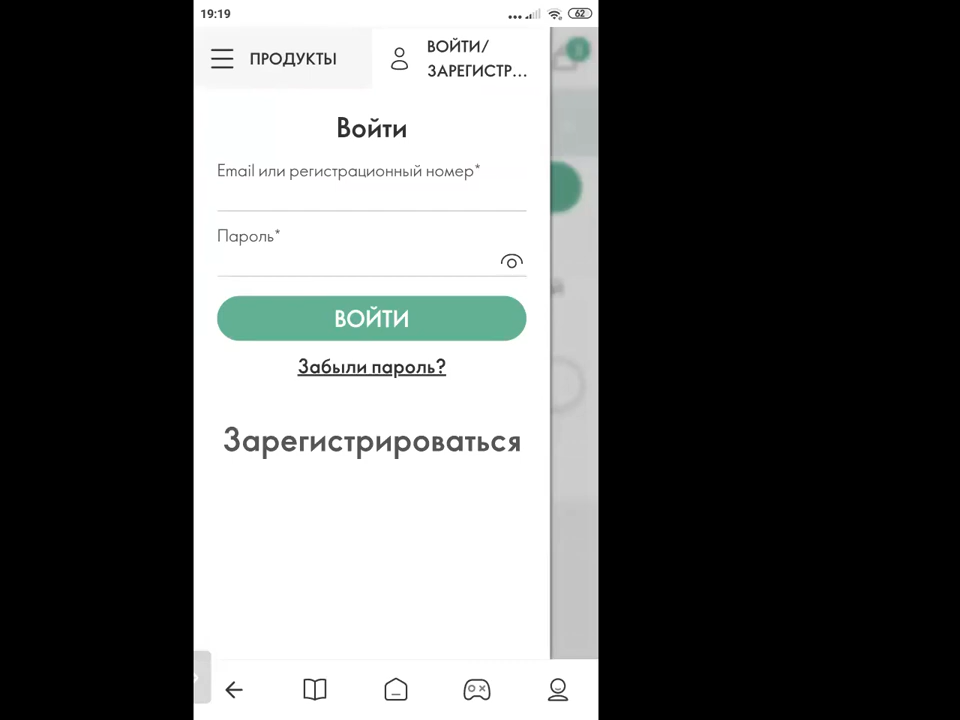 19:19
62
ПРОДУКТЫ
ВОЙТИ/
ЗАРЕГИСТР...
Войти
Email или регистрационный номер*
Пароль*
ВОЙТИ
Забыли пароль?
Зарегистрироваться